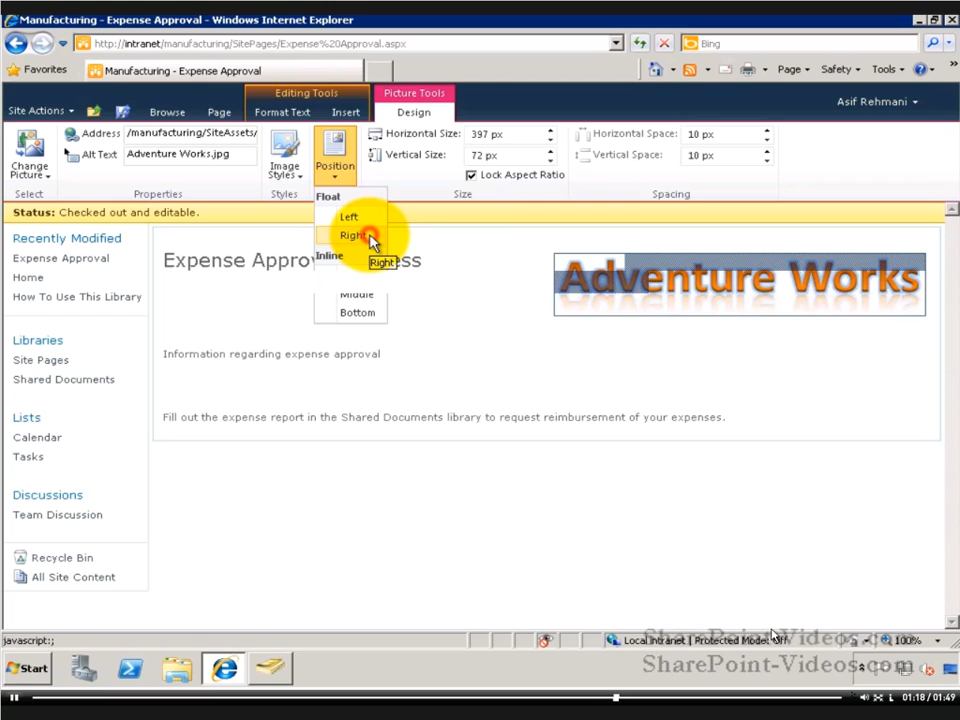 Manufacturing - Expense Approval - Windows Internet Explorer
http://intranet/manufacturing/SitePages/Expense%20Approval.aspx
Bing
Favorites
Manufacturing - Expense Approval
Page
Safety
Tools
Editing Tools
Picture Tools
Site Actions
Browse
Page
Format Text
Insert
Design
Asif Rehmani
Change Picture
Address
/manufacturing/SiteAssets/
Alt Text
Adventure Works.jpg
Image Styles
Position
Horizontal Size:
397 px
Vertical Size:
72 px
Lock Aspect Ratio
Horizontal Space:
10 px
Vertical Space:
10 px
Select
Properties
Styles
Size
Spacing
Float
Left
Right
Inline
Right
Middle
Bottom
Status: Checked out and editable.
Recently Modified
Expense Approval
Home
How To Use This Library
Libraries
Site Pages
Shared Documents
Lists
Calendar
Tasks
Discussions
Team Discussion
Recycle Bin
All Site Content
Expense Appro ess
Adventure Works
Information regarding expense approval
Fill out the expense report in the Shared Documents library to request reimbursement of your expenses.
javascript:;
Local intranet | Protected Mode: Off
100%
Start
SharePoint-Videos.com
01:18 / 01:49